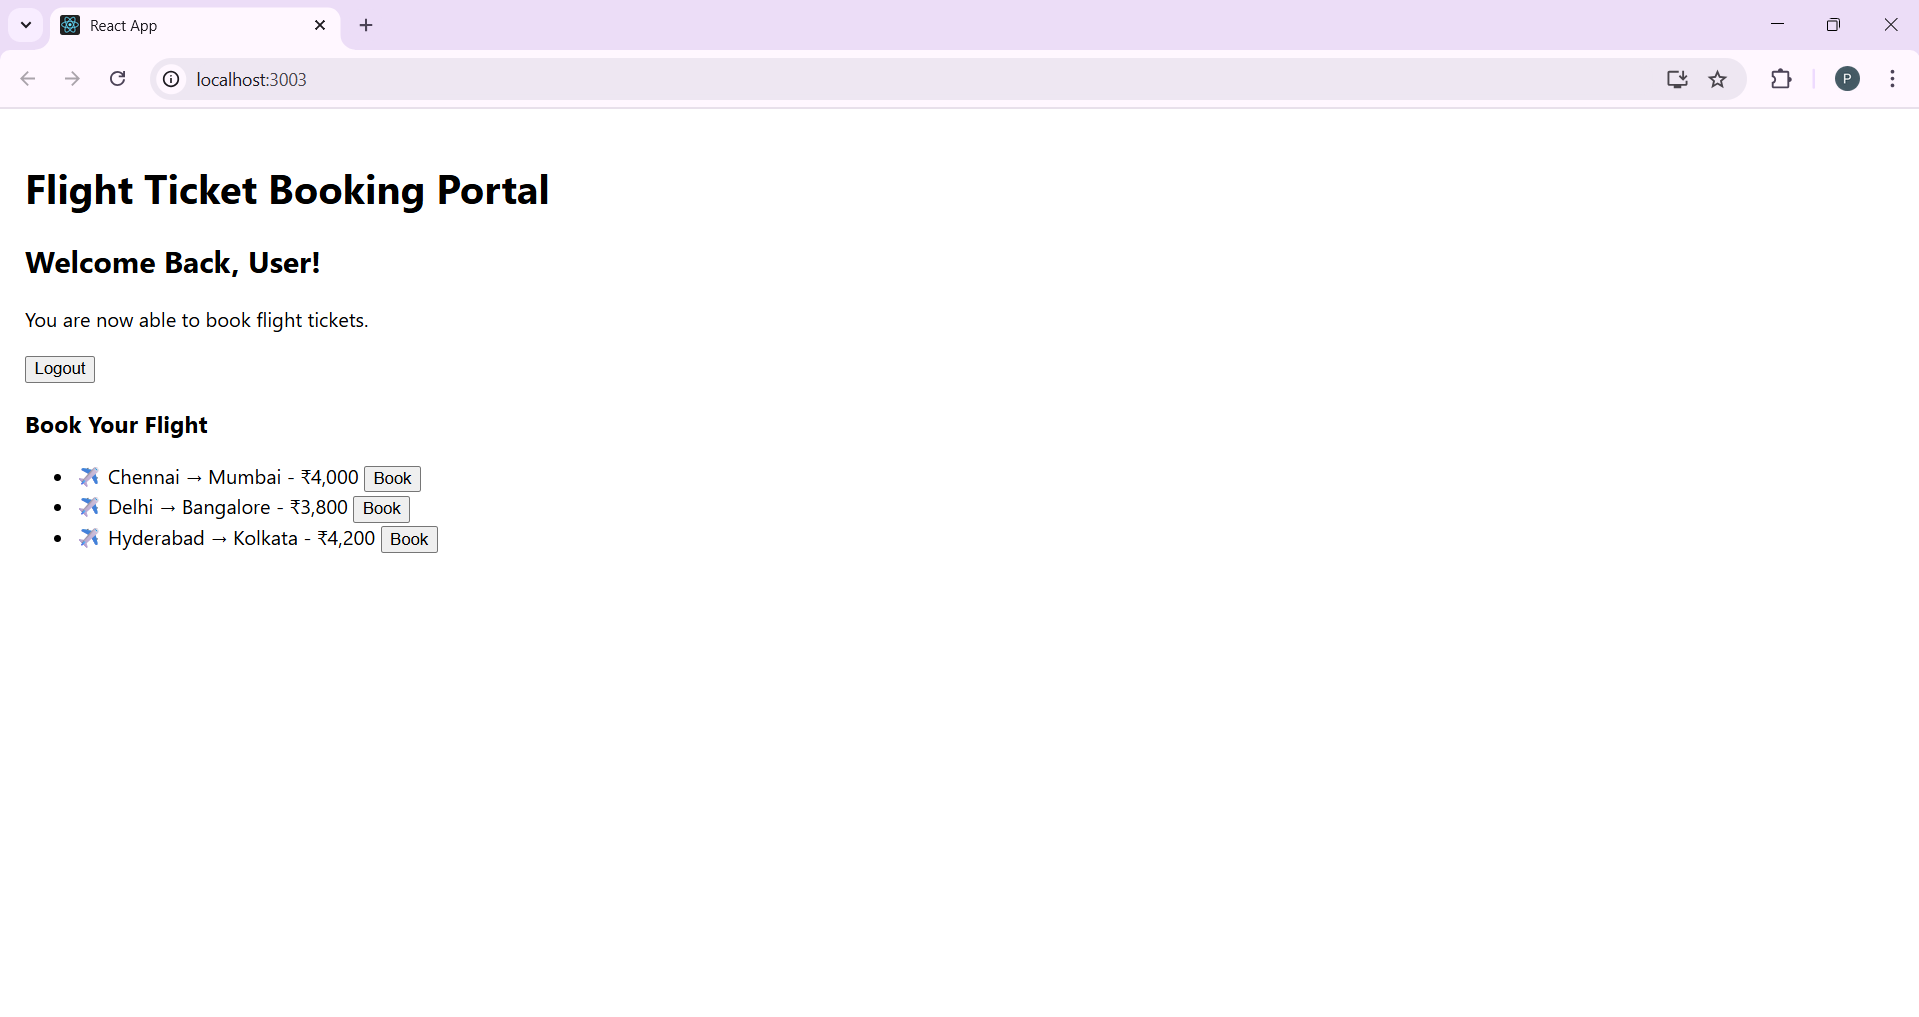 React App
localhost:3003
P
Flight Ticket Booking Portal
Welcome Back, User!
You are now able to book flight tickets.
Logout
Book Your Flight
• ✈️ Chennai → Mumbai - ₹4,000 Book
• ✈️ Delhi → Bangalore - ₹3,800 Book
• ✈️ Hyderabad → Kolkata - ₹4,200 Book